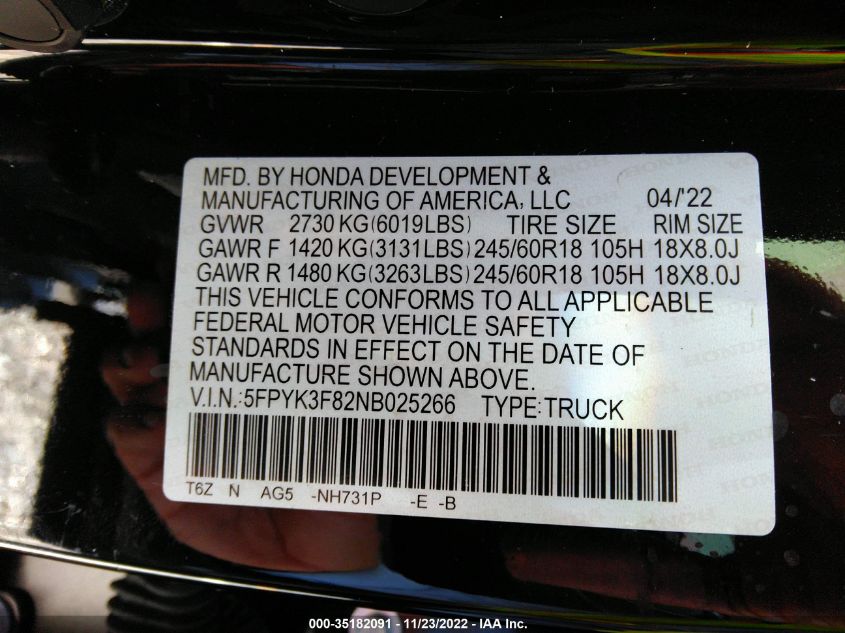 MFD. BY HONDA DEVELOPMENT &
MANUFACTURING OF AMERICA, LLC 04/'22
GVWR 2730 KG(6019LBS) TIRE SIZE RIM SIZE
GAWR F 1420 KG(3131LBS) 245/60R18 105H 18X8.0J
GAWR R 1480 KG(3263LBS) 245/60R18 105H 18X8.0J
THIS VEHICLE CONFORMS TO ALL APPLICABLE
FEDERAL MOTOR VEHICLE SAFETY
STANDARDS IN EFFECT ON THE DATE OF
MANUFACTURE SHOWN ABOVE.
V.I.N.:5FPYK3F82NB025266 TYPE:TRUCK
T6Z N AG5 -NH731P -E -B
000-35182091 - 11/23/2022 - IAA Inc.